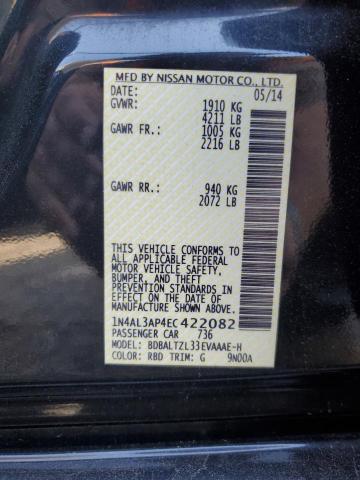 MFD BY NISSAN MOTOR CO., LTD.
DATE: 05/14
GVWR: 1910 KG
4211 LB
GAWR FR: 1005 KG
2216 LB
GAWR RR: 940 KG
2072 LB
THIS VEHICLE CONFORMS TO
ALL APPLICABLE FEDERAL
MOTOR VEHICLE SAFETY,
BUMPER, AND THEFT
PREVENTION STANDARDS IN
EFFECT ON THE DATE OF
MANUFACTURE SHOWN ABOVE.
1N4AL3AP4EC422082
PASSENGER CAR 736
MODEL: BDBALTZL33EVAAAE-H
COLOR: RBD TRIM: G 9N00A